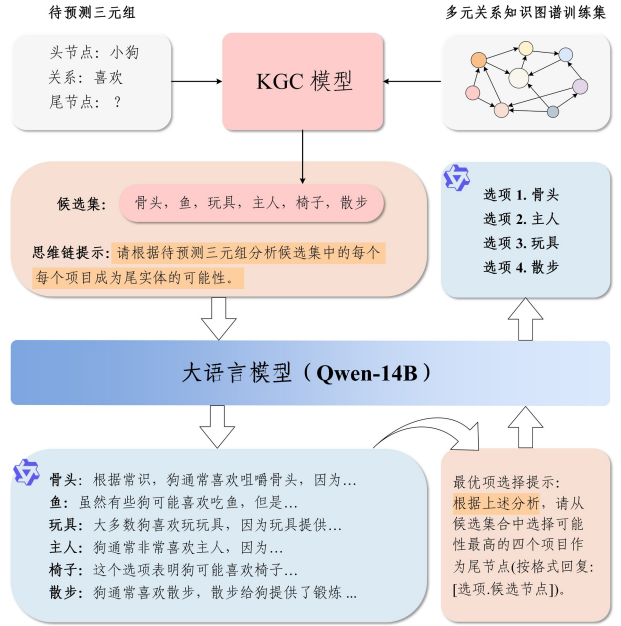 待预测三元组
头节点：小狗
关系：喜欢
尾节点：？
KGC 模型
多元关系知识图谱训练集
候选集：
骨头，鱼，玩具，主人，椅子，散步
思维链提示：请根据待预测三元组分析候选集中的每个
每个项目成为尾实体的可能性。
选项 1. 骨头
选项 2. 主人
选项 3. 玩具
选项 4. 散步
大语言模型（Qwen-14B）
骨头：根据常识，狗通常喜欢咀嚼骨头，因为…
鱼：虽然有些狗可能喜欢吃鱼，但是…
玩具：大多数狗喜欢玩玩具，因为玩具提供…
主人：狗通常非常喜欢主人，因为…
椅子：这个选项表明狗可能喜欢椅子…
散步：狗通常喜欢散步，散步给狗提供了锻炼 ...
最优项选择提示：
根据上述分析，请从
候选集合中选择可能
性最高的四个项目作
为尾节点(按格式回复:
[选项.候选节点])。